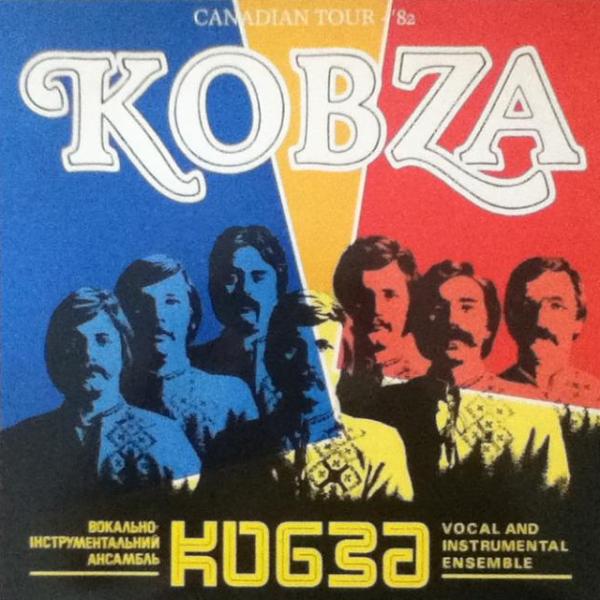 CANADIAN TOUR - '82
KOBZA
ВОКАЛЬНО-
ІНСТРУМЕНТАЛЬНИЙ
АНСАМБЛЬ
КОБЗА
VOCAL AND
INSTRUMENTAL
ENSEMBLE